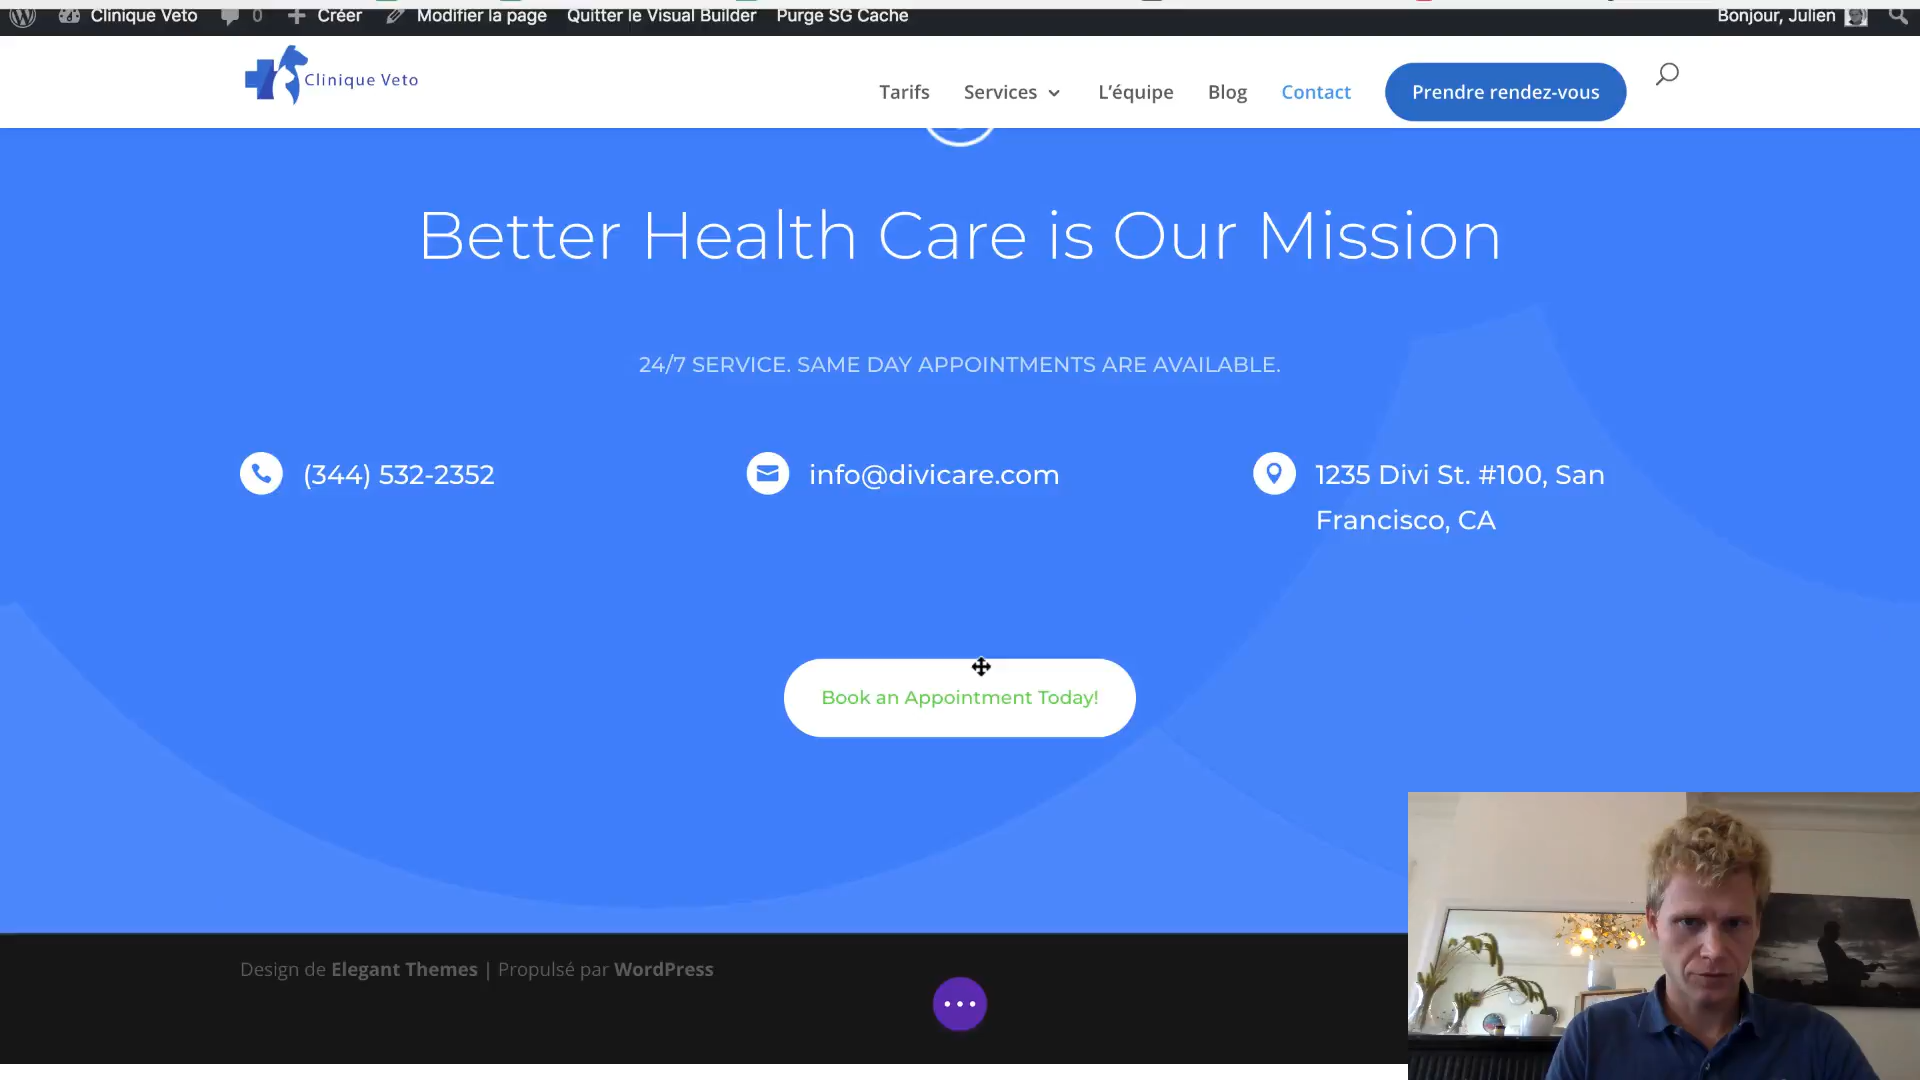 Clinique Veto 0 Créer Modifier la page Quitter le Visual Builder Purge SG Cache Bonjour, Julien
Clinique Veto
Tarifs Services L’équipe Blog Contact Prendre rendez-vous
Better Health Care is Our Mission
24/7 SERVICE. SAME DAY APPOINTMENTS ARE AVAILABLE.
(344) 532-2352
info@divicare.com
1235 Divi St. #100, San
Francisco, CA
Book an Appointment Today!
Design de Elegant Themes | Propulsé par WordPress